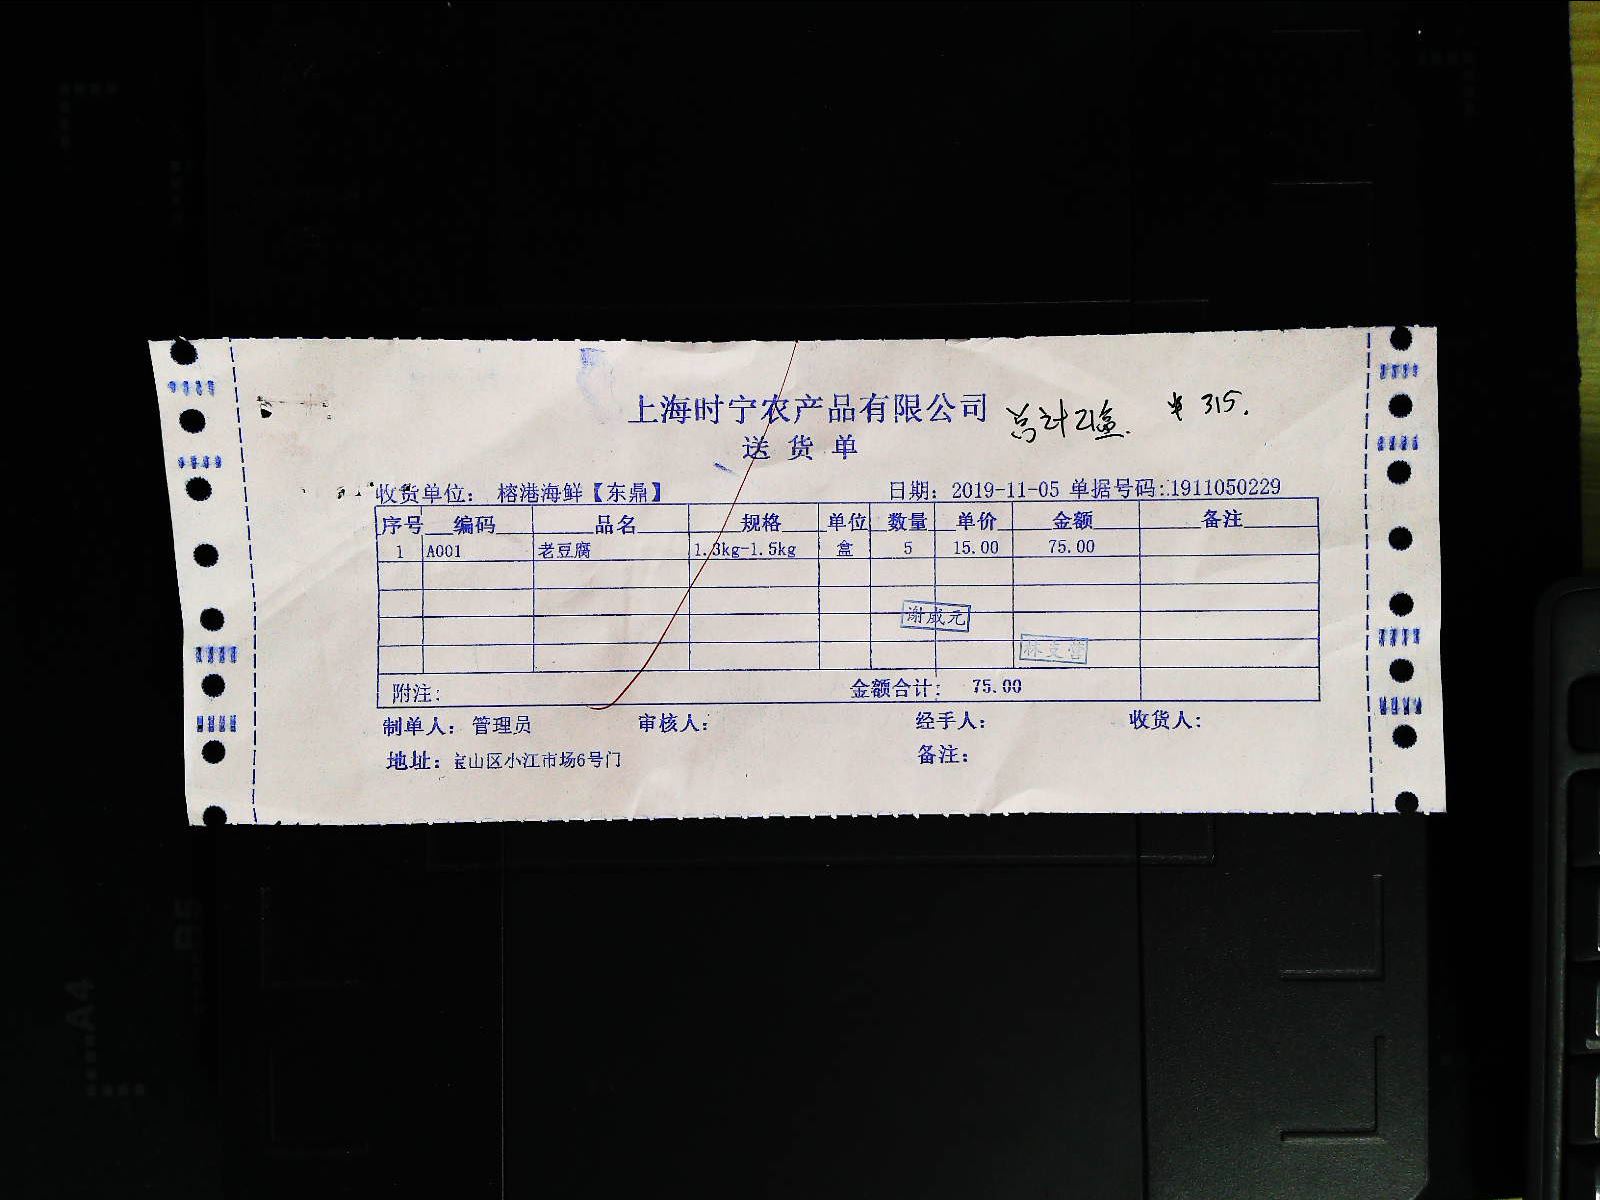 上海时宁农产品有限公司 总计21盒. ¥315.
送货单
收货单位: 榕港海鲜【东鼎】 日期: 2019-11-05 单据号码:1911050229
序号 编码 品名 规格 单位 数量 单价 金额 备注
1 A001 老豆腐 1.3kg-1.5kg 盒 5 15.00 75.00
谢成元
附注: 金额合计: 75.00
制单人: 管理员 审核人: 经手人: 收货人:
地址: 宝山区小江市场6号门 备注:
A4
A5